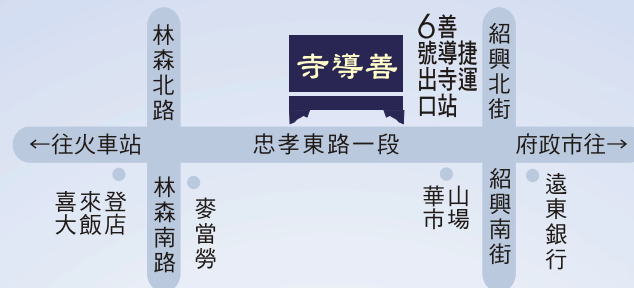 林森北路
寺導善
捷運
善導寺站
6號出口
紹興北街
←往火車站
忠孝東路一段
府政市往→
喜來登
大飯店
林森南路
麥當勞
華山
市場
紹興南街
遠東銀行